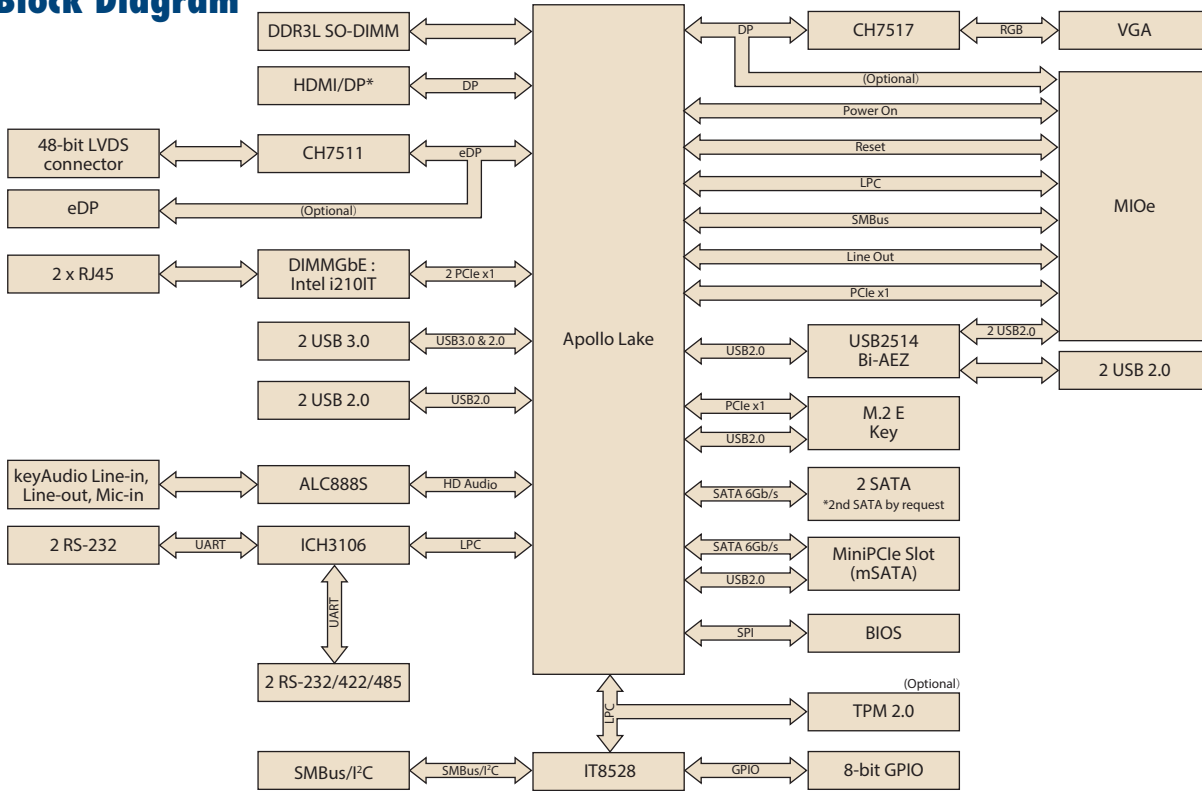 Block Diagram
DDR3L SO-DIMM
DP
CH7517
RGB
VGA
HDMI/DP*
DP
(Optional)
Power On
48-bit LVDS
connector
CH7511
eDP
Reset
LPC
MIOe
eDP
(Optional)
SMBus
Line Out
2 x RJ45
DIMMGbE :
Intel i210IT
2 PCIe x1
PCIe x1
2 USB 3.0
USB3.0 & 2.0
Apollo Lake
USB2.0
USB2514
Bi-AEZ
2 USB2.0
2 USB 2.0
2 USB 2.0
USB2.0
PCIe x1
USB2.0
M.2 E
Key
keyAudio Line-in,
Line-out, Mic-in
ALC888S
HD Audio
SATA 6Gb/s
2 SATA
*2nd SATA by request
2 RS-232
UART
ICH3106
LPC
SATA 6Gb/s
USB2.0
MiniPCIe Slot
(mSATA)
UART
SPI
BIOS
2 RS-232/422/485
LPC
(Optional)
TPM 2.0
SMBus/I²C
SMBus/I²C
IT8528
GPIO
8-bit GPIO